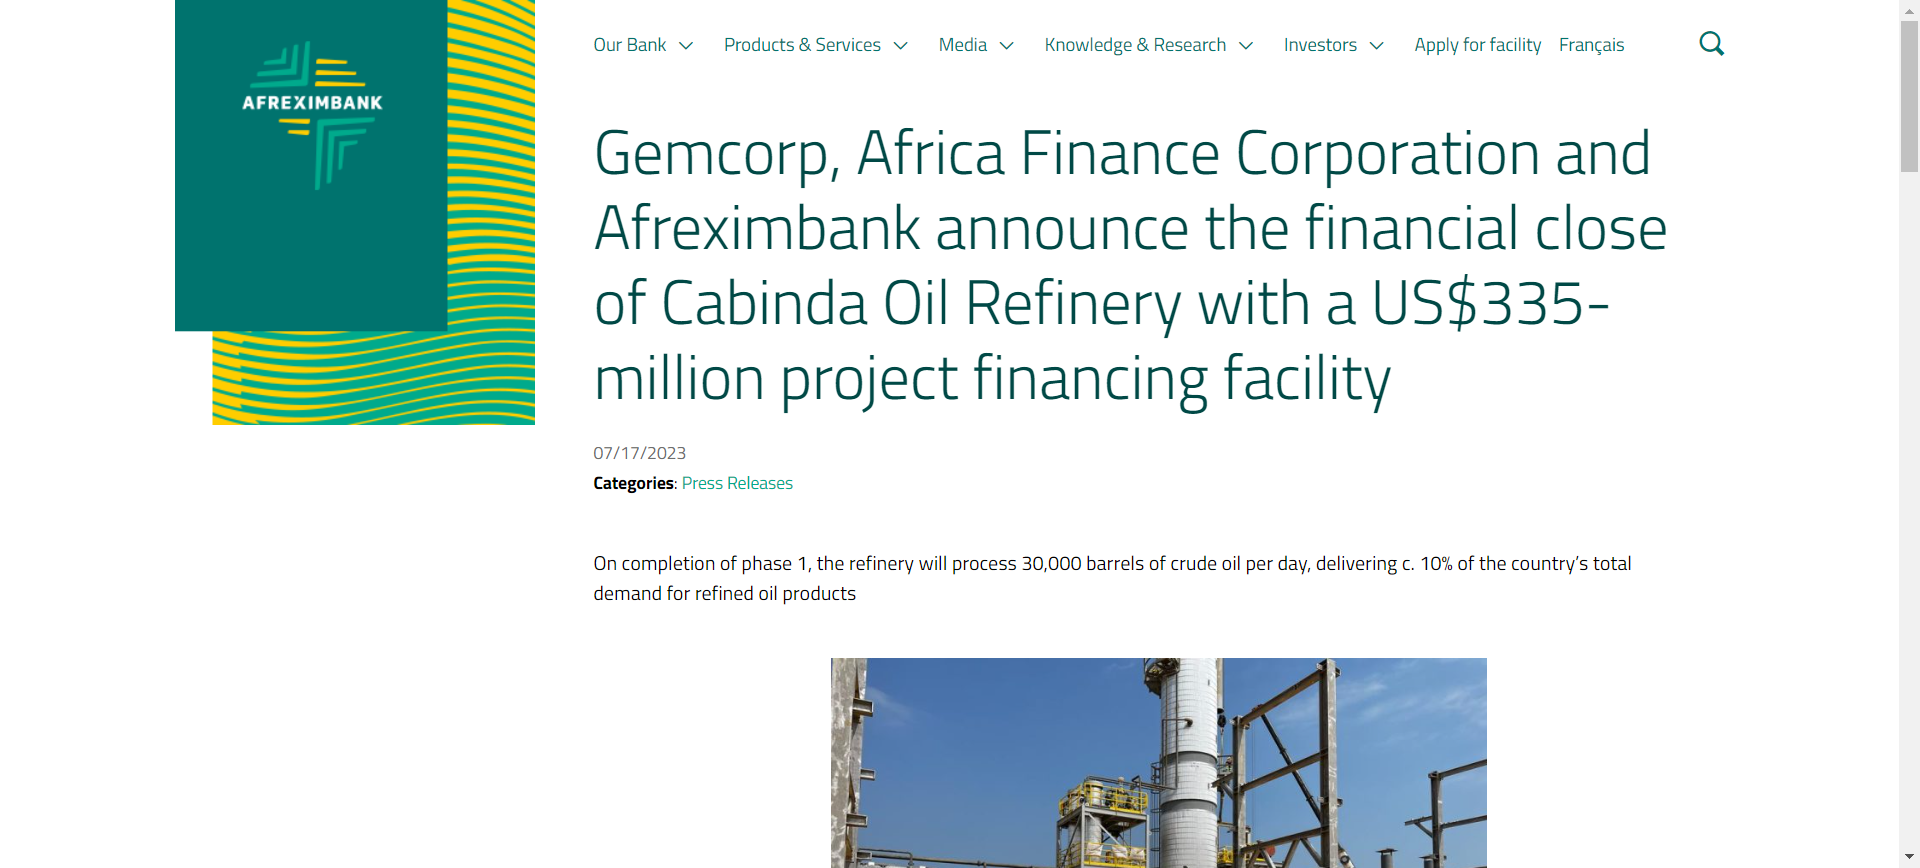 AFREXIMBANK
Our Bank
Products & Services
Media
Knowledge & Research
Investors
Apply for facility
Français
Gemcorp, Africa Finance Corporation and
Afreximbank announce the financial close
of Cabinda Oil Refinery with a US$335-
million project financing facility
07/17/2023
Categories: Press Releases
On completion of phase 1, the refinery will process 30,000 barrels of crude oil per day, delivering c. 10% of the country’s total
demand for refined oil products